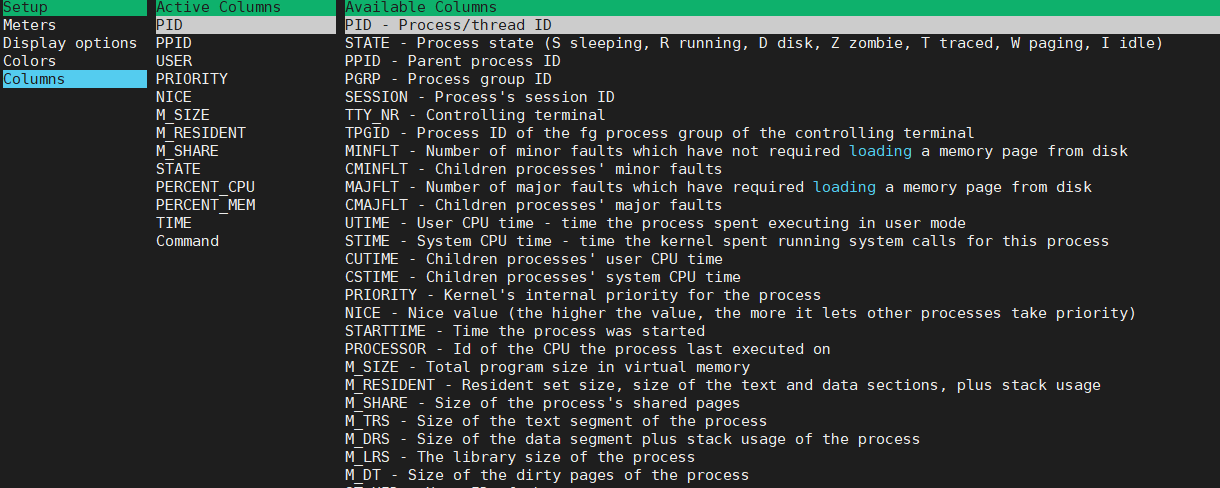 Setup
Meters
Display options
Colors
Columns
Active Columns
PID
PPID
USER
PRIORITY
NICE
M_SIZE
M_RESIDENT
M_SHARE
STATE
PERCENT_CPU
PERCENT_MEM
TIME
Command
Available Columns
PID - Process/thread ID
STATE - Process state (S sleeping, R running, D disk, Z zombie, T traced, W paging, I idle)
PPID - Parent process ID
PGRP - Process group ID
SESSION - Process's session ID
TTY_NR - Controlling terminal
TPGID - Process ID of the fg process group of the controlling terminal
MINFLT - Number of minor faults which have not required loading a memory page from disk
CMINFLT - Children processes' minor faults
MAJFLT - Number of major faults which have required loading a memory page from disk
CMAJFLT - Children processes' major faults
UTIME - User CPU time - time the process spent executing in user mode
STIME - System CPU time - time the kernel spent running system calls for this process
CUTIME - Children processes' user CPU time
CSTIME - Children processes' system CPU time
PRIORITY - Kernel's internal priority for the process
NICE - Nice value (the higher the value, the more it lets other processes take priority)
STARTTIME - Time the process was started
PROCESSOR - Id of the CPU the process last executed on
M_SIZE - Total program size in virtual memory
M_RESIDENT - Resident set size, size of the text and data sections, plus stack usage
M_SHARE - Size of the process's shared pages
M_TRS - Size of the text segment of the process
M_DRS - Size of the data segment plus stack usage of the process
M_LRS - The library size of the process
M_DT - Size of the dirty pages of the process